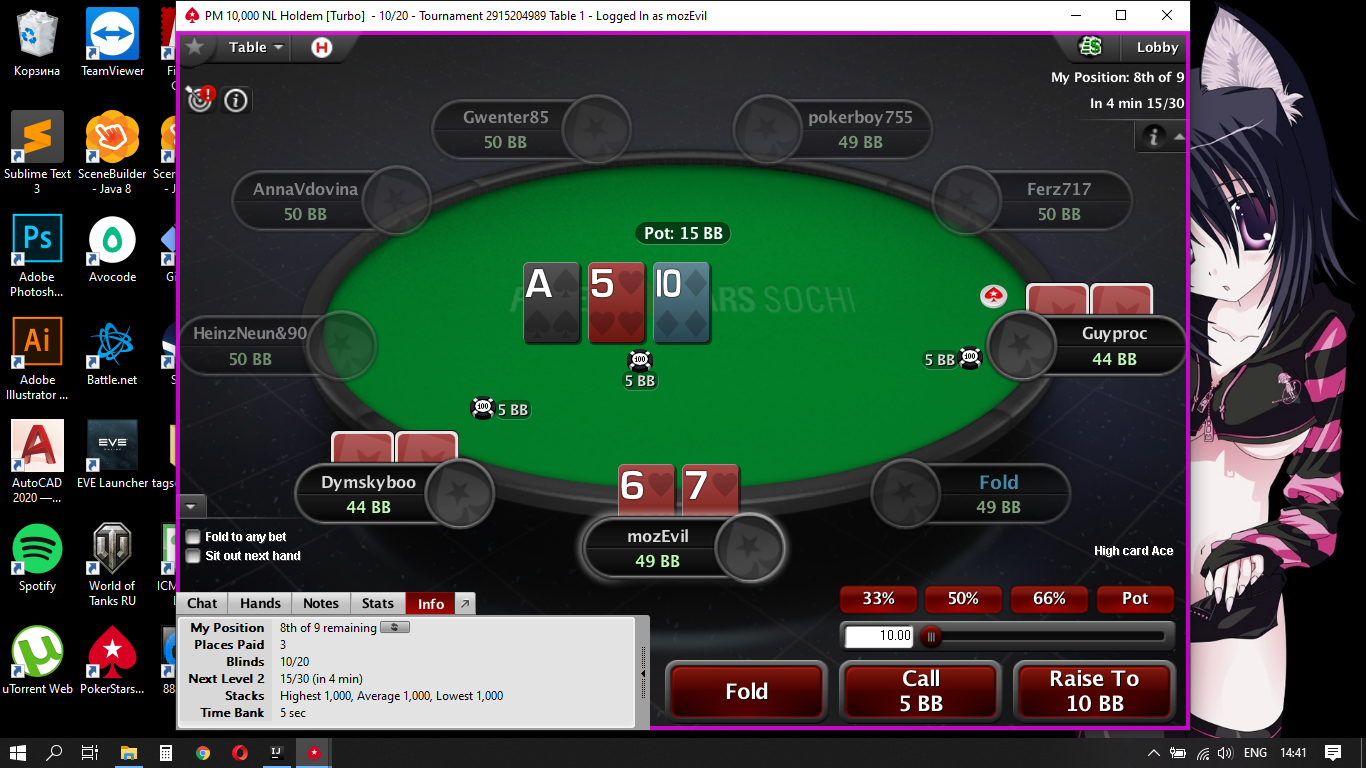 PM 10,000 NL Holdem [Turbo] - 10/20 - Tournament 2915204989 Table 1 - Logged In as mozEvil
Корзина
TeamViewer
Sublime Text
3
SceneBuilder
- Java 8
Adobe
Photosh...
Avocode
Adobe
Illustrator ...
Battle.net
AutoCAD
2020 —...
EVE
EVE Launcher
Spotify
World of
Tanks RU
uTorrent Web
PokerStars...
Table
H
Lobby
My Position: 8th of 9
In 4 min 15/30
Gwenter85
50 BB
pokerboy755
49 BB
AnnaVdovina
50 BB
Ferz717
50 BB
Pot: 15 BB
A
5
10
SOCHI
HeinzNeun&90
50 BB
Guyproc
44 BB
100
5 BB
100
5 BB
100
5 BB
Dymskyboo
44 BB
6
7
mozEvil
49 BB
Fold
49 BB
Fold to any bet
Sit out next hand
High card Ace
33%
50%
66%
Pot
10.00
Fold
Call
5 BB
Raise To
10 BB
Chat
Hands
Notes
Stats
Info
My Position 8th of 9 remaining
Places Paid 3
Blinds 10/20
Next Level 2 15/30 (in 4 min)
Stacks Highest 1,000, Average 1,000, Lowest 1,000
Time Bank 5 sec
ENG
14:41